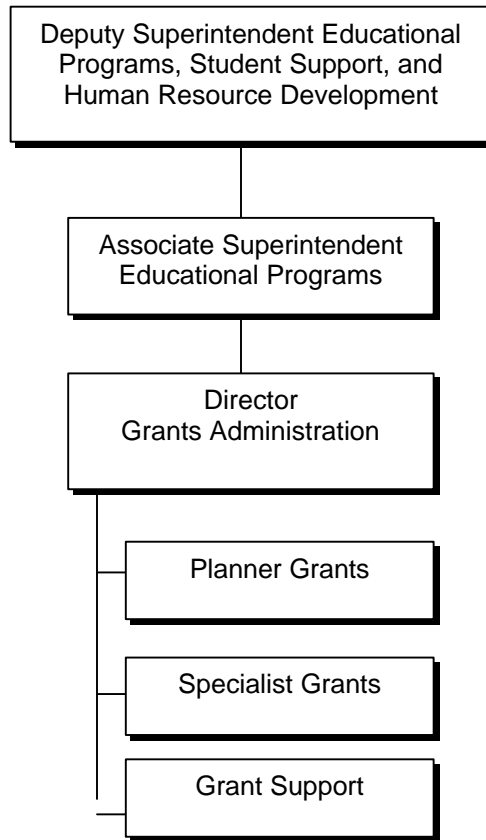 Deputy Superintendent Educational
Programs, Student Support, and
Human Resource Development
Associate Superintendent
Educational Programs
Director
Grants Administration
Planner Grants
Specialist Grants
Grant Support